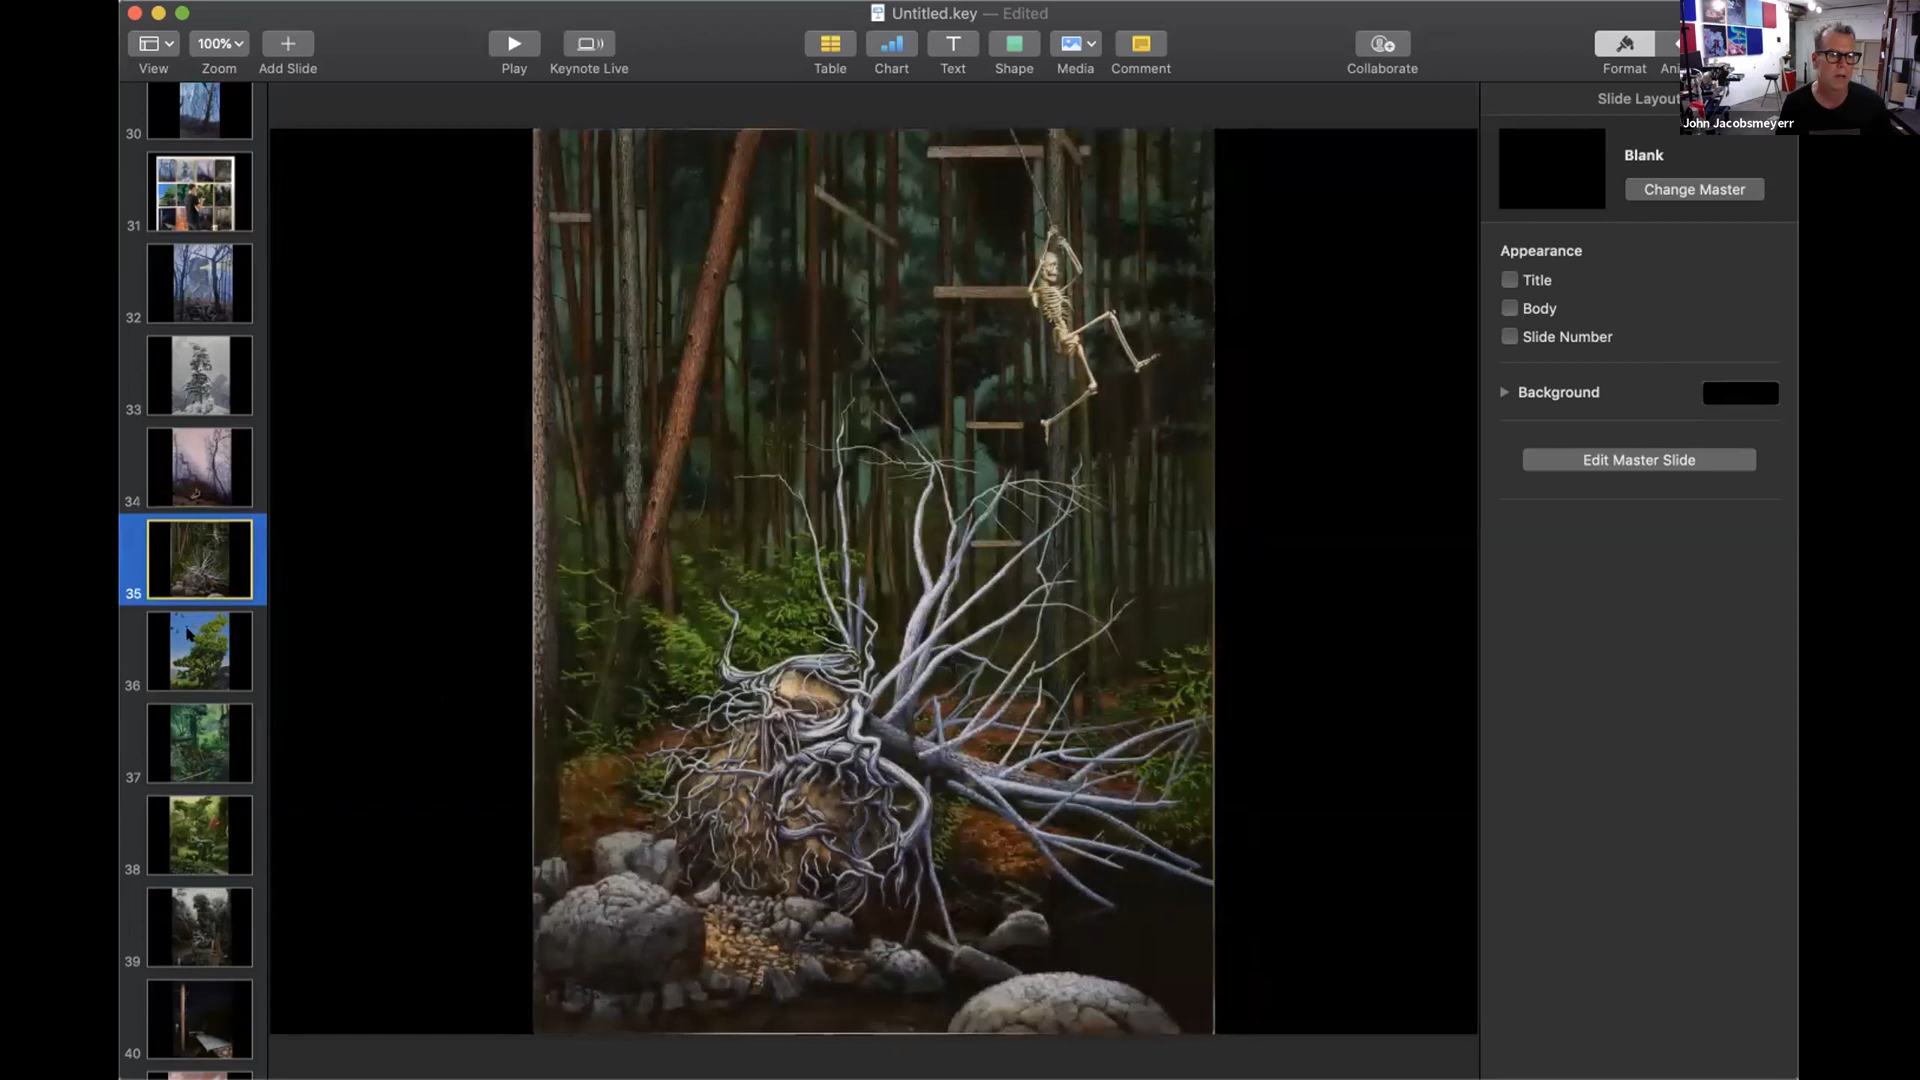 Untitled.key — Edited
View
100%
Zoom
Add Slide
Play
Keynote Live
Table
Chart
Text
Shape
Media
Comment
Collaborate
Format
Ani
John Jacobsmeyerr
Slide Layout
Blank
Change Master
Appearance
Title
Body
Slide Number
Background
Edit Master Slide
30
31
32
33
34
35
36
37
38
39
40